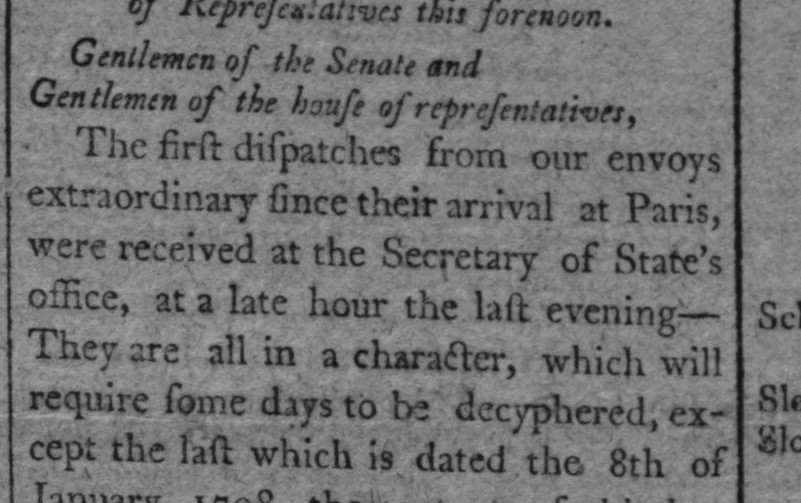 of Repreſentatives this forenoon.
Gentlemen of the Senate and
Gentlemen of the houſe of repreſentatives,
The firſt diſpatches from our envoys
extraordinary ſince their arrival at Paris,
were received at the Secretary of State's
office, at a late hour the laſt evening—
They are all in a character, which will
require ſome days to be decyphered, ex-
cept the laſt which is dated the 8th of
January 1798